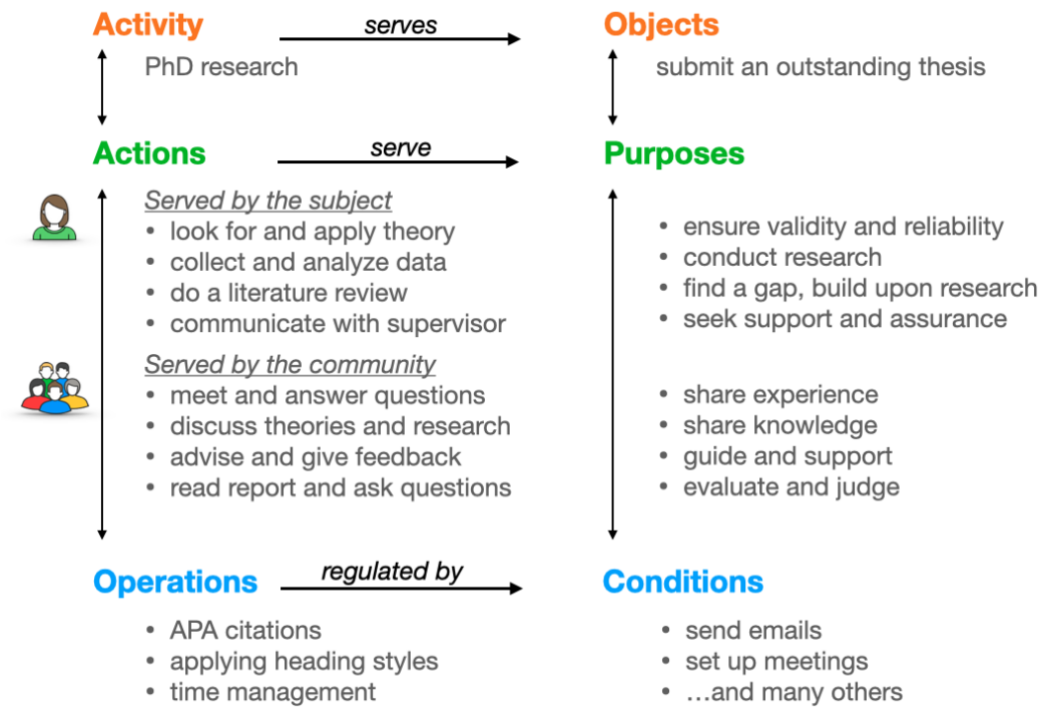 Activity serves Objects
PhD research submit an outstanding thesis
Actions serve Purposes
Served by the subject
• look for and apply theory
• collect and analyze data
• do a literature review
• communicate with supervisor
• ensure validity and reliability
• conduct research
• find a gap, build upon research
• seek support and assurance
Served by the community
• meet and answer questions
• discuss theories and research
• advise and give feedback
• read report and ask questions
• share experience
• share knowledge
• guide and support
• evaluate and judge
Operations regulated by Conditions
• APA citations
• applying heading styles
• time management
• send emails
• set up meetings
• …and many others